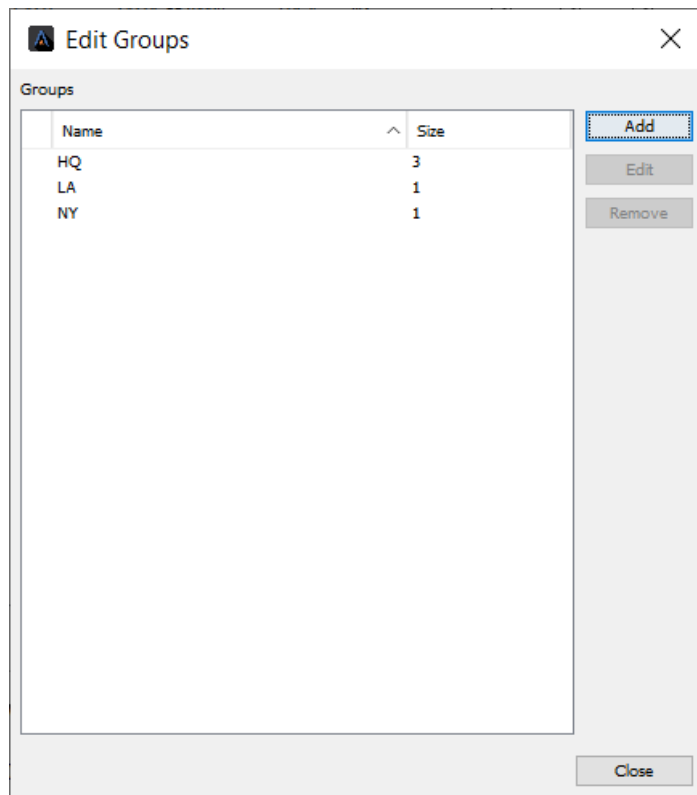 Edit Groups
Groups
Name Size
Add
HQ 3
Edit
LA 1
NY 1
Remove
Close